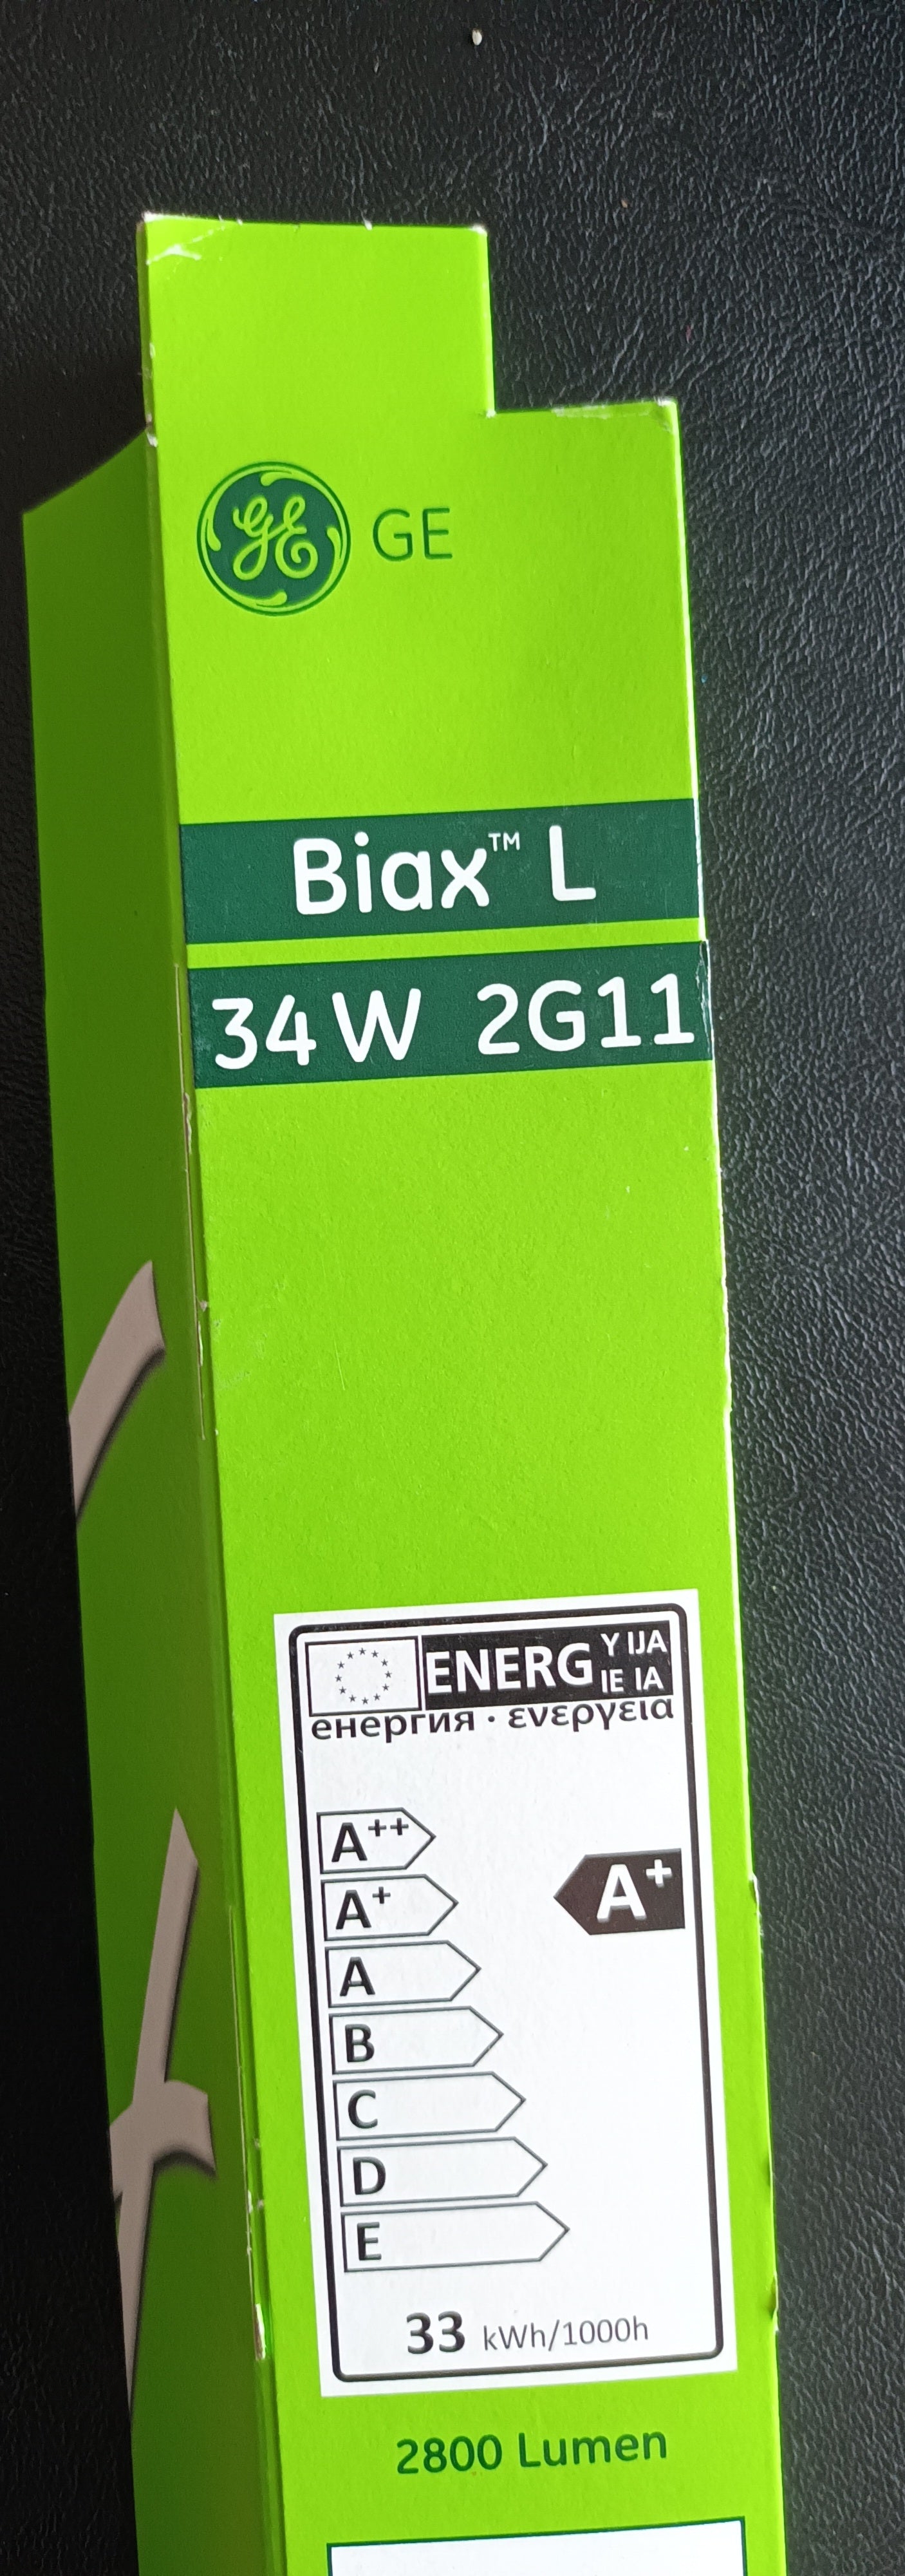 GE GE
Biax™ L
34 W 2G11
ENERG Y IJA
IE IA
енергия · ενεργεια
A++
A+
A+
A
B
C
D
E
33 kWh/1000h
2800 Lumen